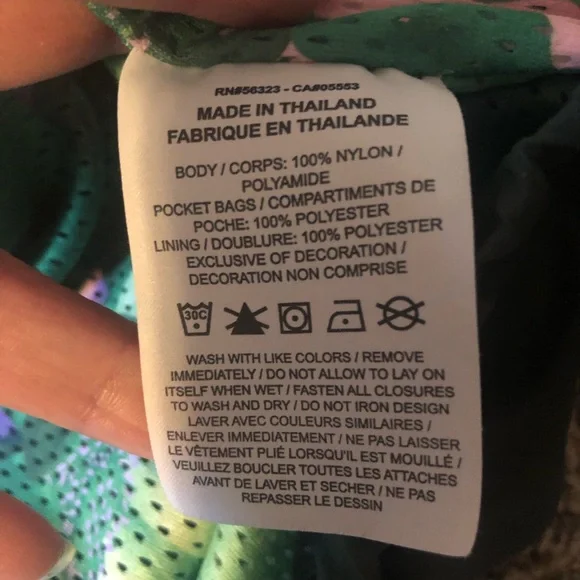 RN#56323 - CA#05553
MADE IN THAILAND
FABRIQUE EN THAILANDE
BODY / CORPS: 100% NYLON /
POLYAMIDE
POCKET BAGS / COMPARTIMENTS DE
POCHE: 100% POLYESTER
LINING / DOUBLURE: 100% POLYESTER
EXCLUSIVE OF DECORATION /
DECORATION NON COMPRISE
30C
WASH WITH LIKE COLORS / REMOVE
IMMEDIATELY / DO NOT ALLOW TO LAY ON
ITSELF WHEN WET / FASTEN ALL CLOSURES
TO WASH AND DRY / DO NOT IRON DESIGN
LAVER AVEC COULEURS SIMILAIRES /
ENLEVER IMMEDIATEMENT / NE PAS LAISSER
LE VÊTEMENT PLIÉ LORSQU'IL EST MOUILLÉ /
VEUILLEZ BOUCLER TOUTES LES ATTACHES
AVANT DE LAVER ET SECHER / NE PAS
REPASSER LE DESSIN